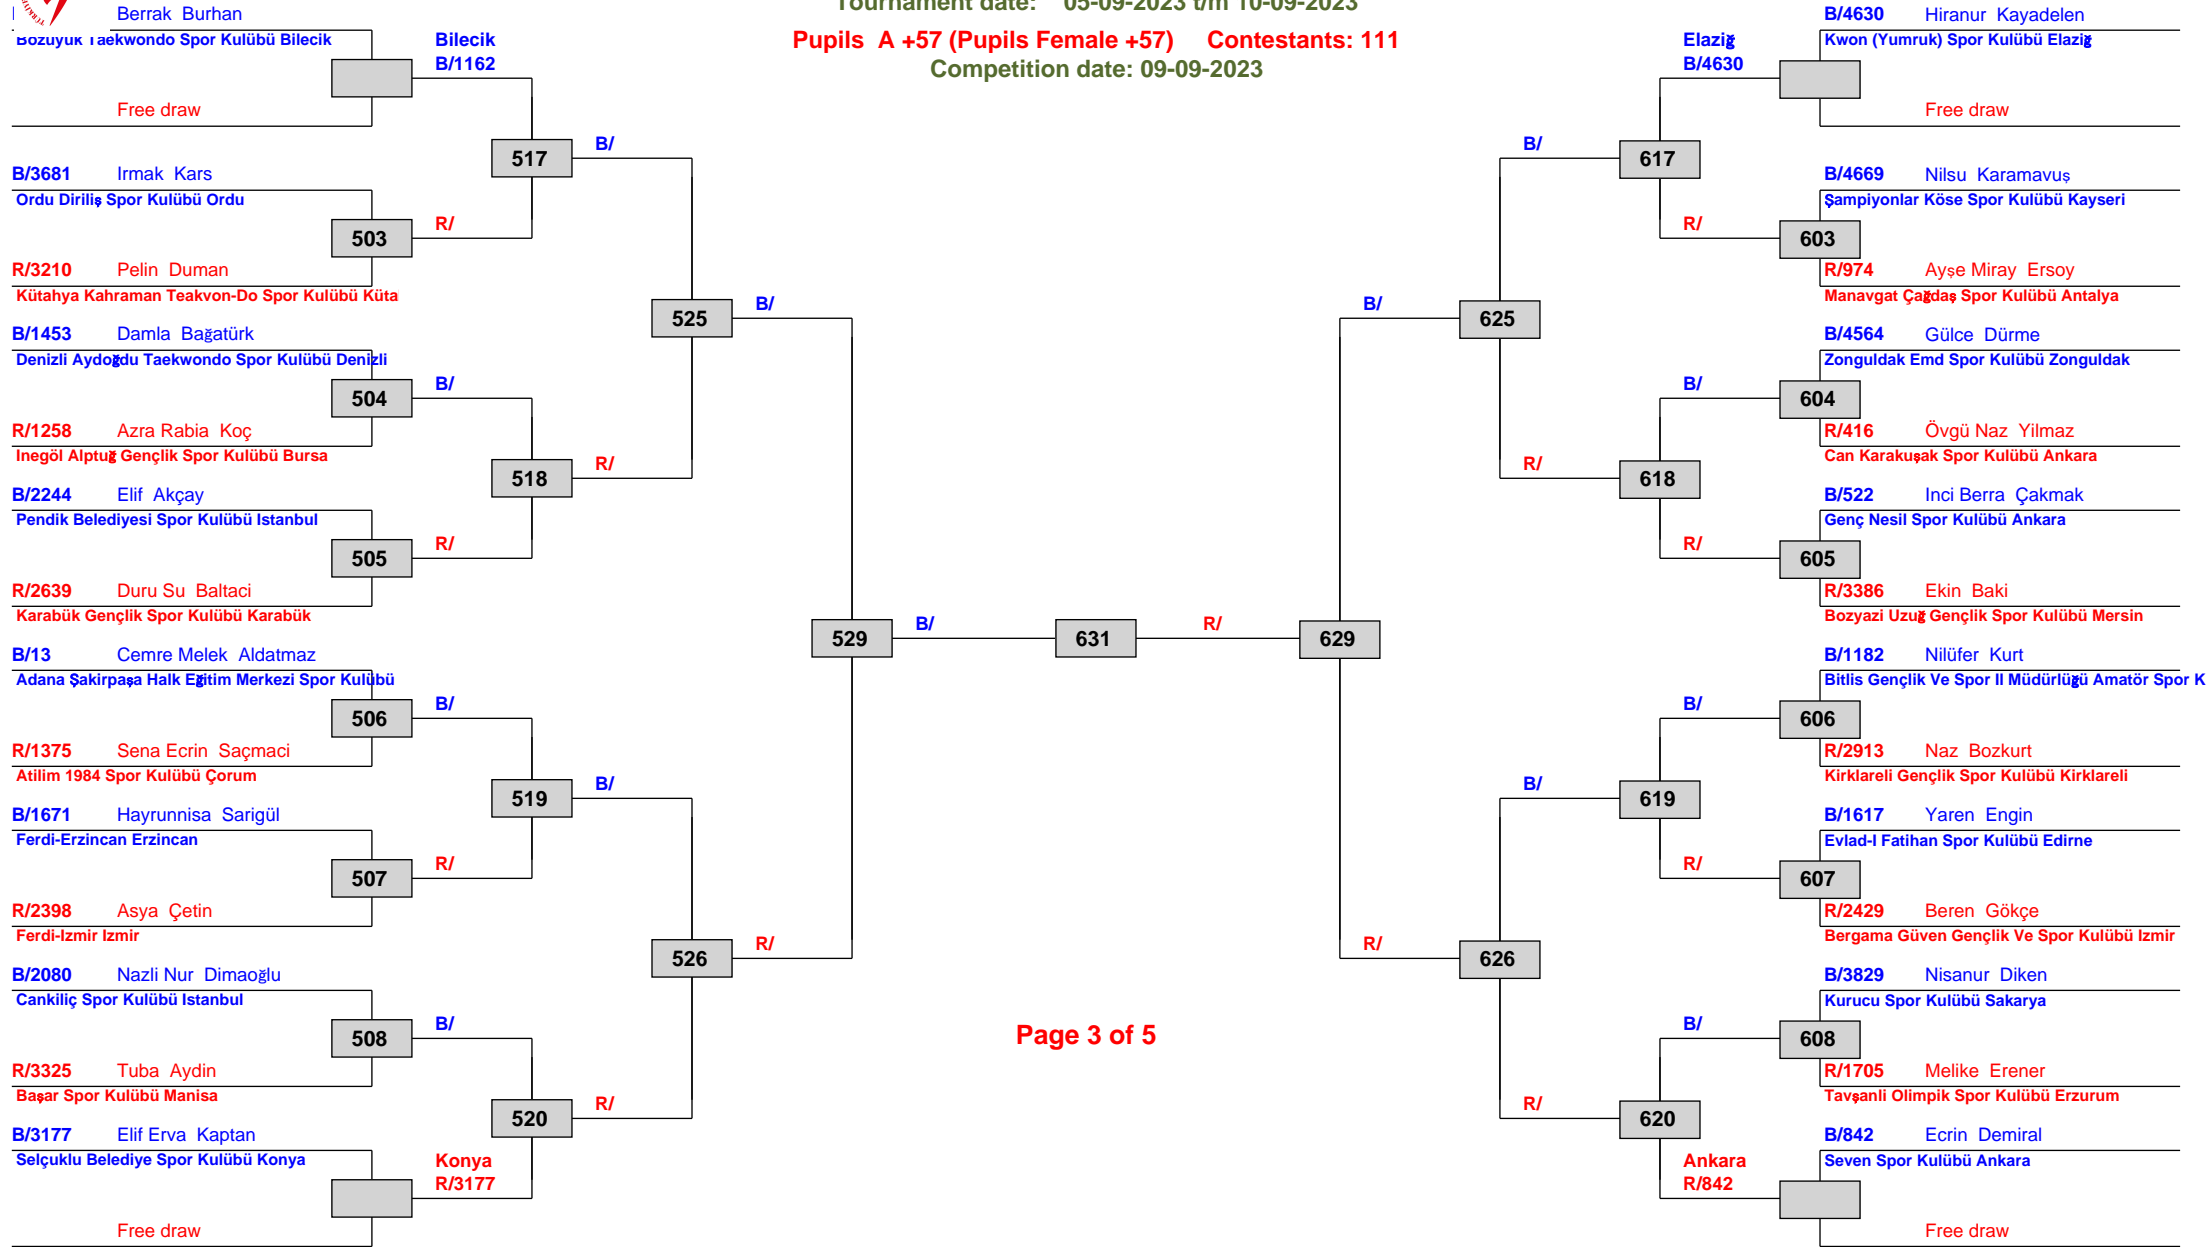 Tournament date: 05-09-2023 t/m 10-09-2023
Pupils A +57 (Pupils Female +57) Contestants: 111
Competition date: 09-09-2023
Berrak Burhan
Bozüyük Taekwondo Spor Kulübü Bilecik
Bilecik
B/1162
Free draw
517
B/
B/3681 Irmak Kars
Ordu Diriliş Spor Kulübü Ordu
503
R/
R/3210 Pelin Duman
Kütahya Kahraman Teakvon-Do Spor Kulübü Küta
525
B/
B/1453 Damla Bağatürk
Denizli Aydoğdu Taekwondo Spor Kulübü Denizli
504
B/
R/1258 Azra Rabia Koç
Inegöl Alptuğ Gençlik Spor Kulübü Bursa
518
R/
B/2244 Elif Akçay
Pendik Belediyesi Spor Kulübü Istanbul
505
R/
R/2639 Duru Su Baltaci
Karabük Gençlik Spor Kulübü Karabük
529
B/
631
R/
629
B/13 Cemre Melek Aldatmaz
Adana Şakirpaşa Halk Eğitim Merkezi Spor Kulübü
506
B/
R/1375 Sena Ecrin Saçmaci
Atilim 1984 Spor Kulübü Çorum
519
B/
B/1671 Hayrunnisa Sarigül
Ferdi-Erzincan Erzincan
507
R/
R/2398 Asya Çetin
Ferdi-Izmir Izmir
526
R/
B/2080 Nazli Nur Dimaoğlu
Cankiliç Spor Kulübü Istanbul
508
B/
R/3325 Tuba Aydin
Başar Spor Kulübü Manisa
520
R/
B/3177 Elif Erva Kaptan
Selçuklu Belediye Spor Kulübü Konya
Konya
R/3177
Free draw
Page 3 of 5
B/4630 Hiranur Kayadelen
Kwon (Yumruk) Spor Kulübü Elaziğ
Elaziğ
B/4630
Free draw
B/
617
B/4669 Nilsu Karamavuş
Şampiyonlar Köse Spor Kulübü Kayseri
R/
603
R/974 Ayşe Miray Ersoy
Manavgat Çağdaş Spor Kulübü Antalya
B/
625
B/4564 Gülce Dürme
Zonguldak Emd Spor Kulübü Zonguldak
B/
604
R/416 Övgü Naz Yilmaz
Can Karakuşak Spor Kulübü Ankara
R/
618
B/522 Inci Berra Çakmak
Genç Nesil Spor Kulübü Ankara
R/
605
R/3386 Ekin Baki
Bozyazi Uzuğ Gençlik Spor Kulübü Mersin
B/1182 Nilüfer Kurt
Bitlis Gençlik Ve Spor Il Müdürlüğü Amatör Spor K
B/
606
R/2913 Naz Bozkurt
Kirklareli Gençlik Spor Kulübü Kirklareli
B/
619
B/1617 Yaren Engin
Evlad-I Fatihan Spor Kulübü Edirne
R/
607
R/2429 Beren Gökçe
Bergama Güven Gençlik Ve Spor Kulübü Izmir
R/
626
B/3829 Nisanur Diken
Kurucu Spor Kulübü Sakarya
B/
608
R/1705 Melike Erener
Tavşanli Olimpik Spor Kulübü Erzurum
R/
620
B/842 Ecrin Demiral
Seven Spor Kulübü Ankara
Ankara
R/842
Free draw